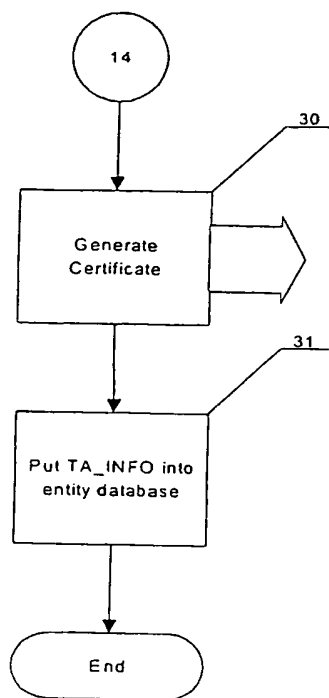 14
30
Generate
Certificate
31
Put TA_INFO into
entity database
End